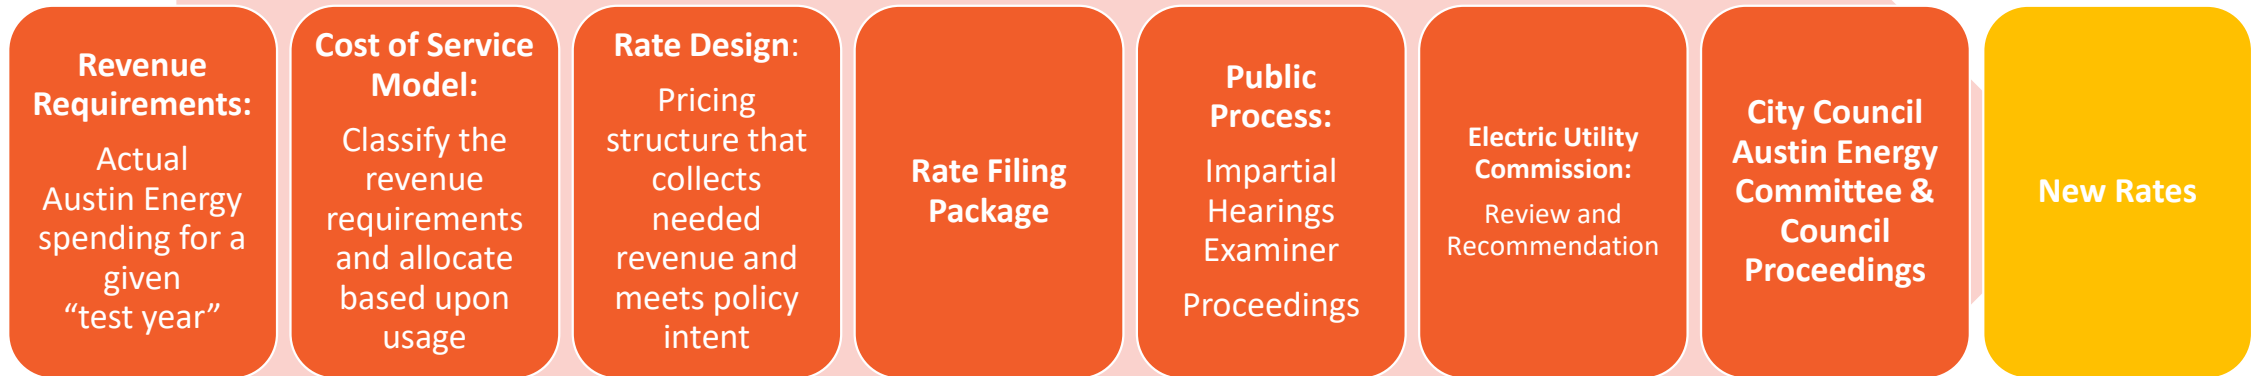 Revenue
Requirements:
Actual
Austin Energy
spending for a
given
“test year”
Cost of Service
Model:
Classify the
revenue
requirements
and allocate
based upon
usage
Rate Design:
Pricing
structure that
collects
needed
revenue and
meets policy
intent
Rate Filing
Package
Public
Process:
Impartial
Hearings
Examiner
Proceedings
Electric Utility
Commission:
Review and
Recommendation
City Council
Austin Energy
Committee &
Council
Proceedings
New Rates